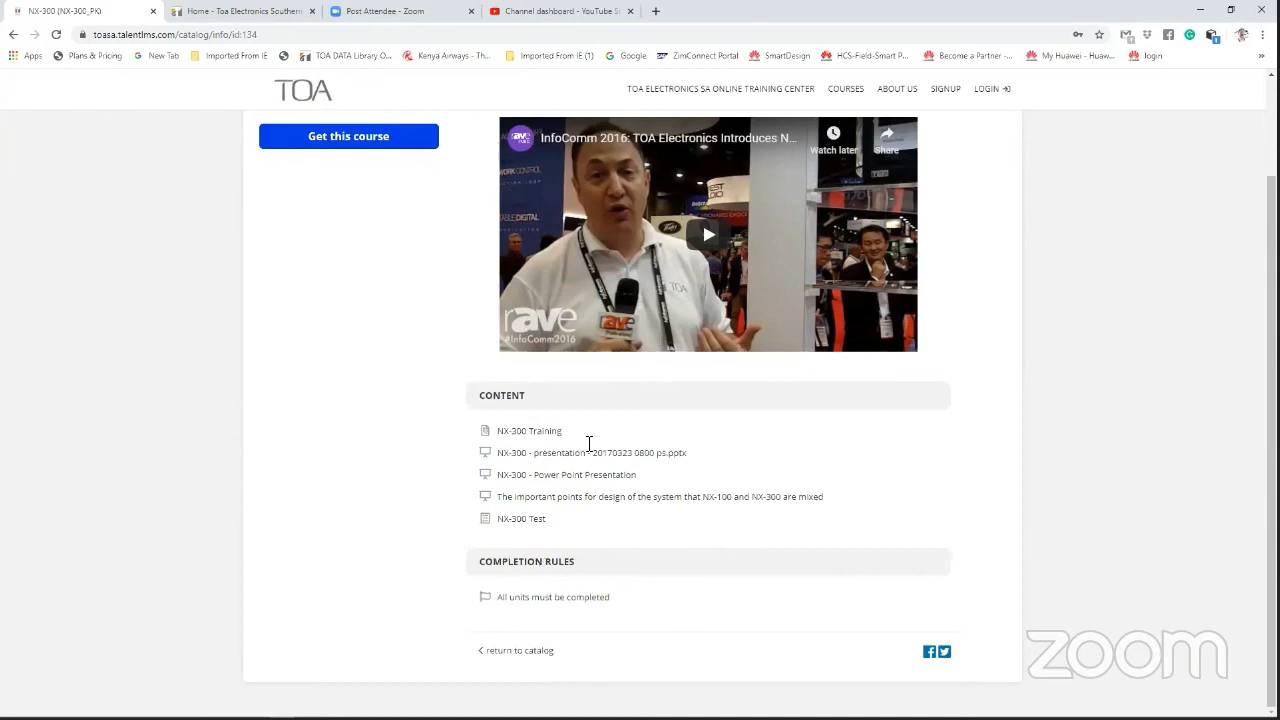 NX-300 (NX-300_PK)
Home - Toa Electronics Southern
Post Attendee - Zoom
Channel dashboard - YouTube St
toasa.talentlms.com/catalog/info/id:134
Apps
Plans & Pricing
New Tab
Imported From IE
TOA DATA Library O...
Kenya Airways - Th...
Imported From IE (1)
Google
ZimConnect Portal
SmartDesign
HCS-Field-Smart P...
Become a Partner -...
My Huawei - Huaw...
login
»
TOA
TOA ELECTRONICS SA ONLINE TRAINING CENTER
COURSES
ABOUT US
SIGNUP
LOGIN
Get this course
InfoComm 2016: TOA Electronics Introduces N...
Watch later
Share
TOA
rave
rave
#InfoComm2016
CONTENT
NX-300 Training
NX-300 - presentation - 20170323 0800 ps.pptx
NX-300 - Power Point Presentation
The important points for design of the system that NX-100 and NX-300 are mixed
NX-300 Test
COMPLETION RULES
All units must be completed
return to catalog
zoom